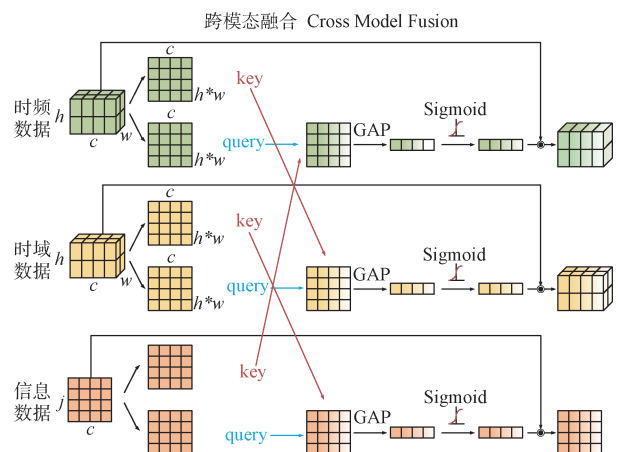 跨模态融合 Cross Model Fusion
c
key
h*w
时频
数据
h
c
w
c
h*w
query
GAP
Sigmoid
c
key
h*w
时域
数据
h
c
w
c
h*w
query
GAP
Sigmoid
key
信息
数据
j
c
query
GAP
Sigmoid